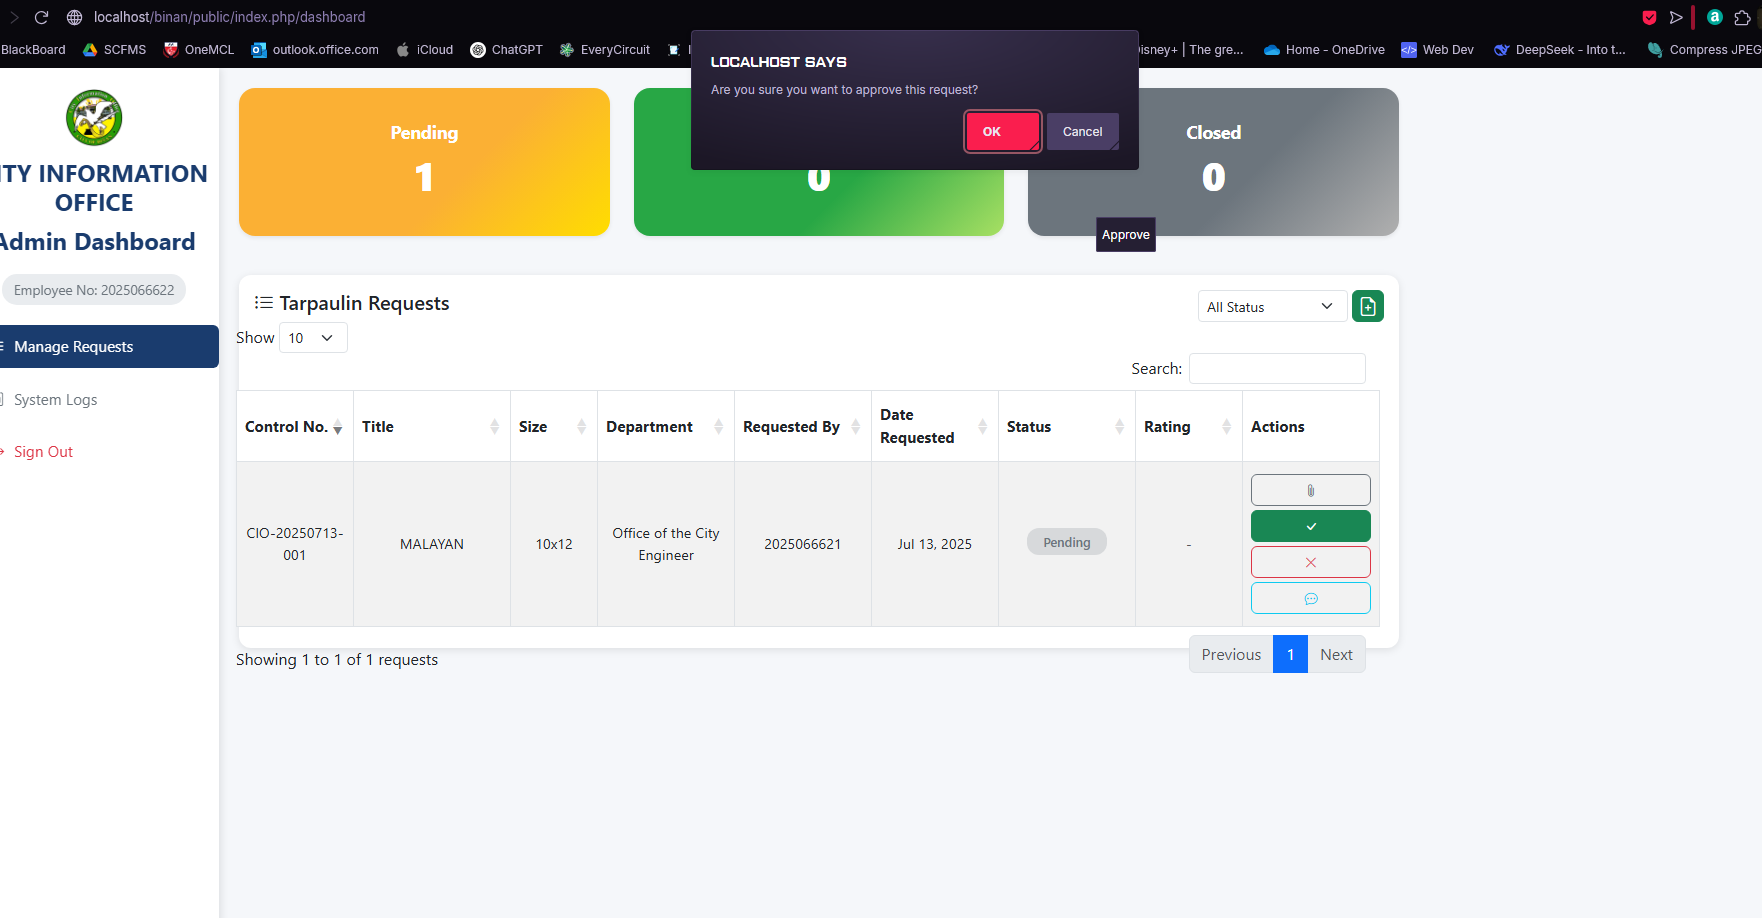 localhost/binan/public/index.php/dashboard
a
BlackBoard SCFMS OneMCL outlook.office.com iCloud ChatGPT EveryCircuit Disney+ | The gre... Home - OneDrive Web Dev DeepSeek - Into t... Compress JPEG
LOCALHOST SAYS
Are you sure you want to approve this request?
OK Cancel
ITY INFORMATION
OFFICE
Admin Dashboard
Employee No: 2025066622
Manage Requests
System Logs
Sign Out
Pending
1
0
Closed
0
Approve
Tarpaulin Requests
All Status
Show 10
Search:
Control No. Title Size Department Requested By Date Requested Status Rating Actions
CIO-20250713-001 MALAYAN 10x12 Office of the City Engineer 2025066621 Jul 13, 2025 Pending -
Showing 1 to 1 of 1 requests
Previous 1 Next